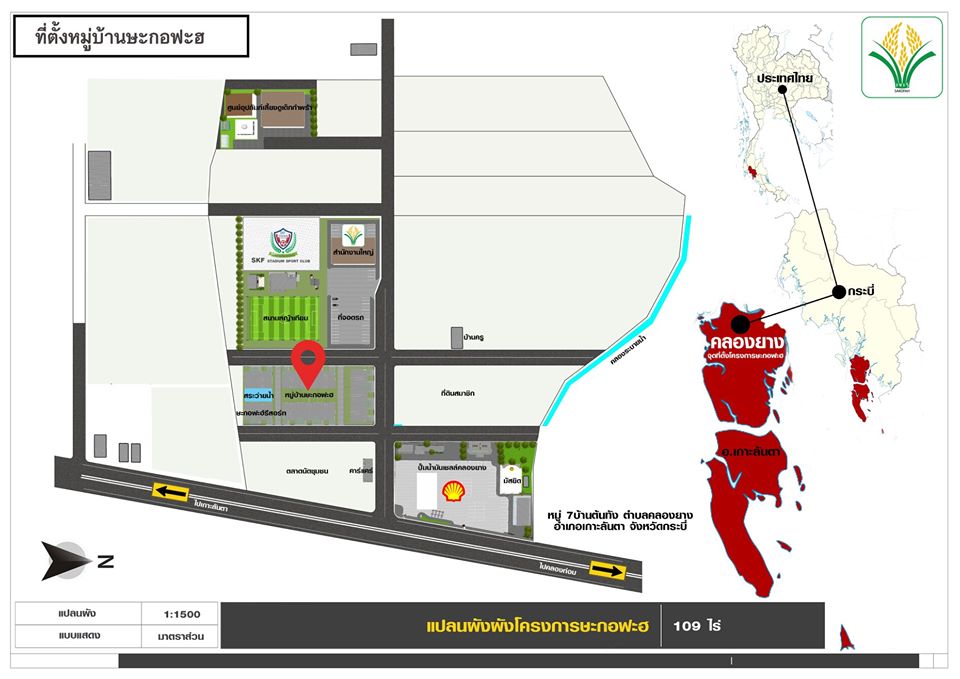 ที่ตั้งหมู่บ้านษะกอฟะฮ
ศูนย์อุปถัมภ์เลี้ยงดูเด็กกำพร้า
SKF STADIUM SPORT CLUB
สำนักงานใหญ่
สนามหญ้าเทียม
ที่จอดรถ
บ้านครู
คลองระบายน้ำ
สระว่ายน้ำ
หมู่บ้านษะกอฟะฮ
ษะกอฟะฮ์รีสอร์ท
ที่ดินสมาชิก
ตลาดนัดชุมชน
คาร์แคร์
ปั๊มน้ำมันเชลล์คลองยาง
มัสยิด
ไปเกาะลันตา
ไปคลองท่อม
หมู่ 7บ้านต้นทัง ตำบลคลองยาง
อำเภอเกาะลันตา จังหวัดกระบี่
N
ประเทศไทย
SAKOFAH
กระบี่
คลองยาง
จุดที่ตั้งโครงการษะกอฟะฮ
อ.เกาะลันตา
แปลนผัง
1:1500
แบบแสดง
มาตราส่วน
แปลนผังผังโครงการษะกอฟะฮ
109 ไร่